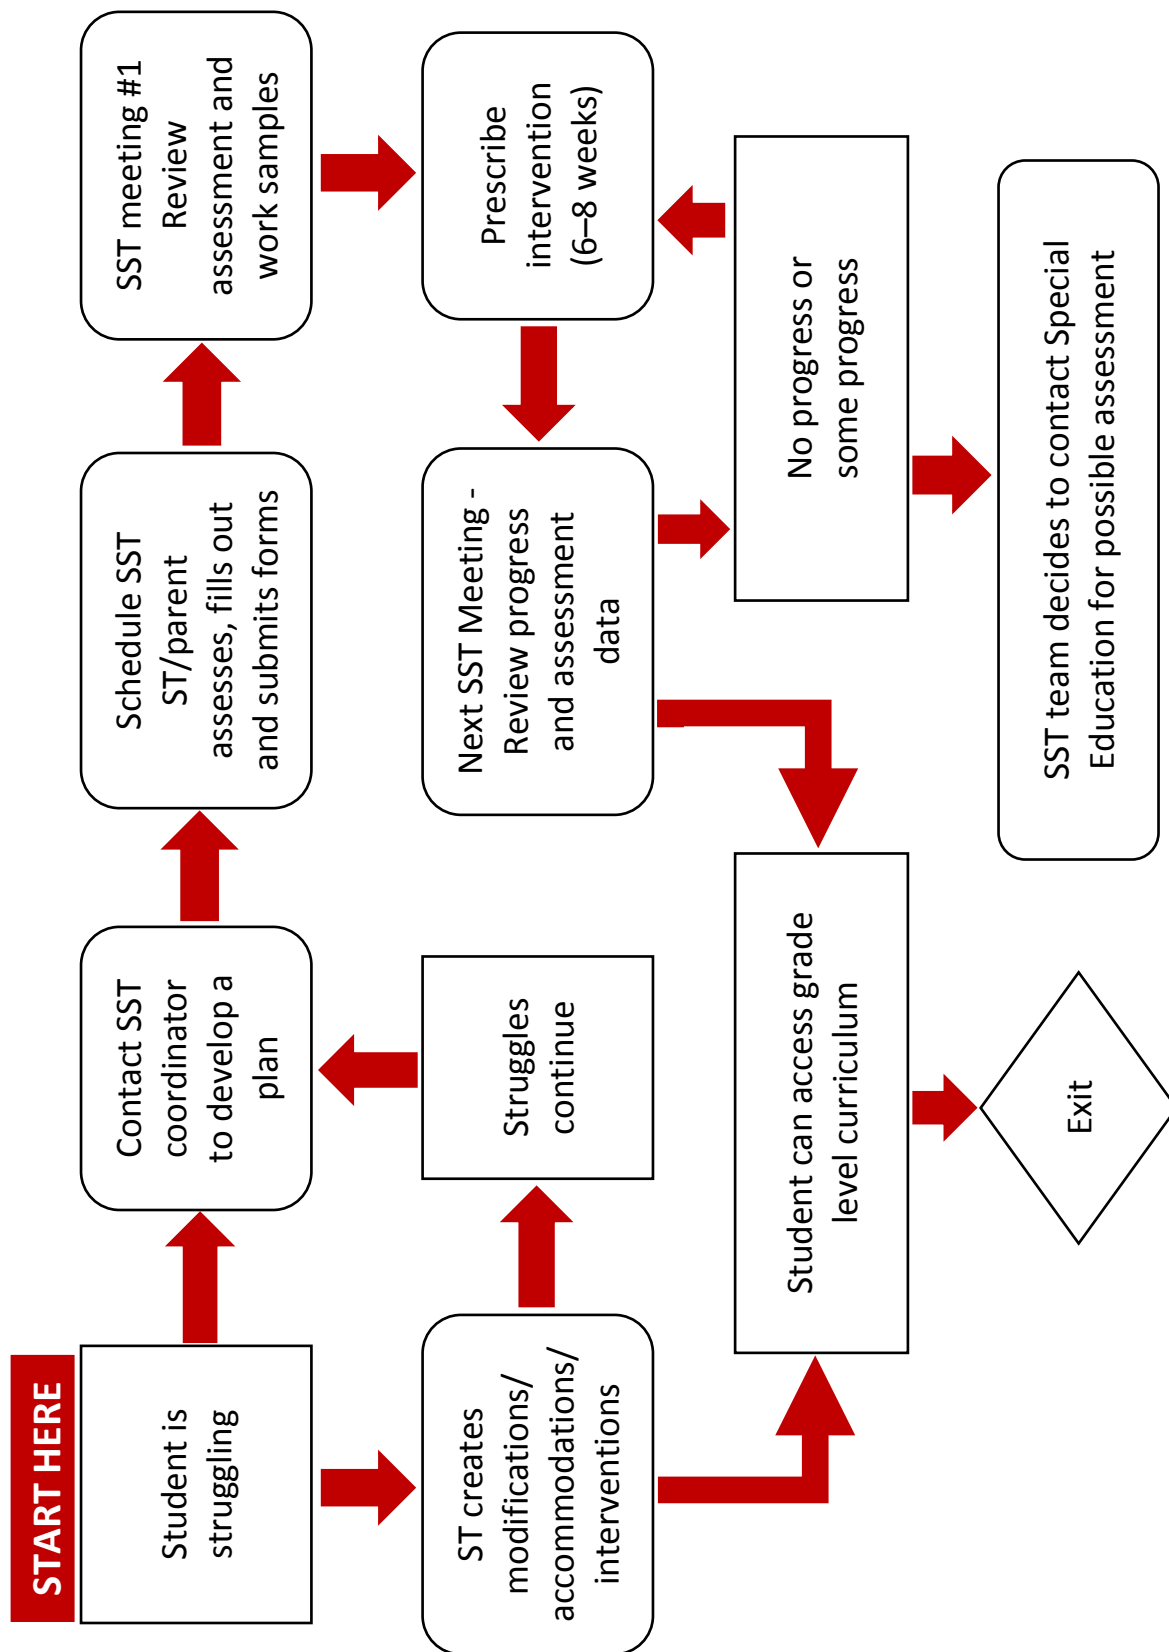 START HERE
Student is
struggling
Contact SST
coordinator
to develop a
plan
Schedule SST
ST/parent
assesses, fills out
and submits forms
SST meeting #1
Review
assessment and
work samples
ST creates
modifications/
accommodations/
interventions
Struggles
continue
Next SST Meeting -
Review progress
and assessment
data
Prescribe
intervention
(6–8 weeks)
Student can access grade
level curriculum
No progress or
some progress
Exit
SST team decides to contact Special
Education for possible assessment